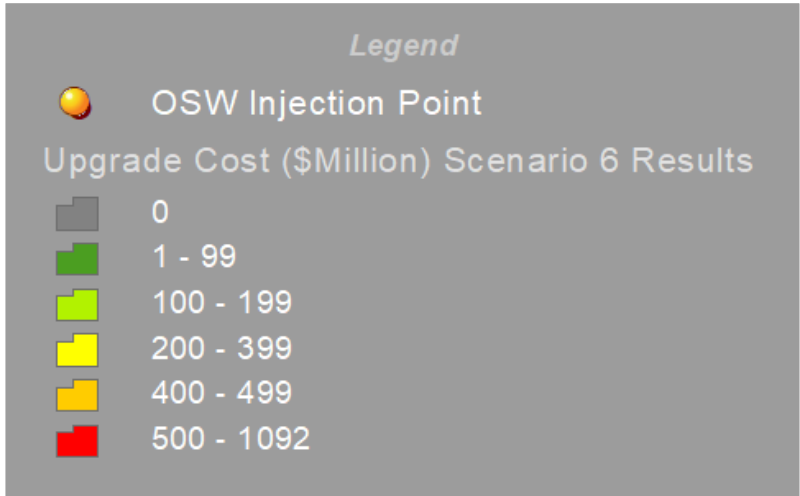 Legend
OSW Injection Point
Upgrade Cost ($Million) Scenario 6 Results
0
1 - 99
100 - 199
200 - 399
400 - 499
500 - 1092